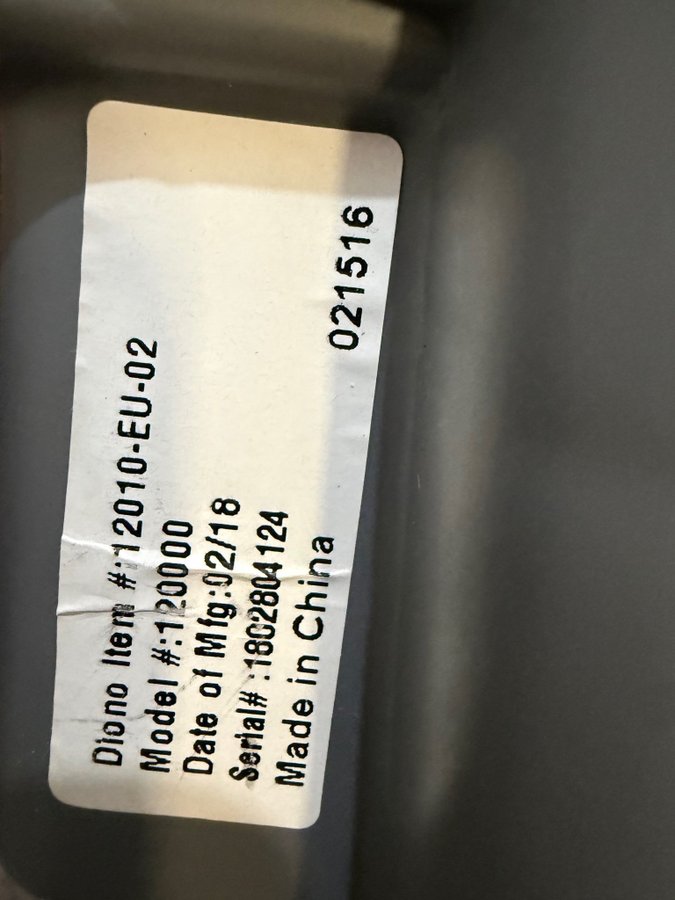 Diono Item #:12010-EU-02
Model #:120000
Date of Mfg:02/18
Serial# :1802804124
Made in China
021516